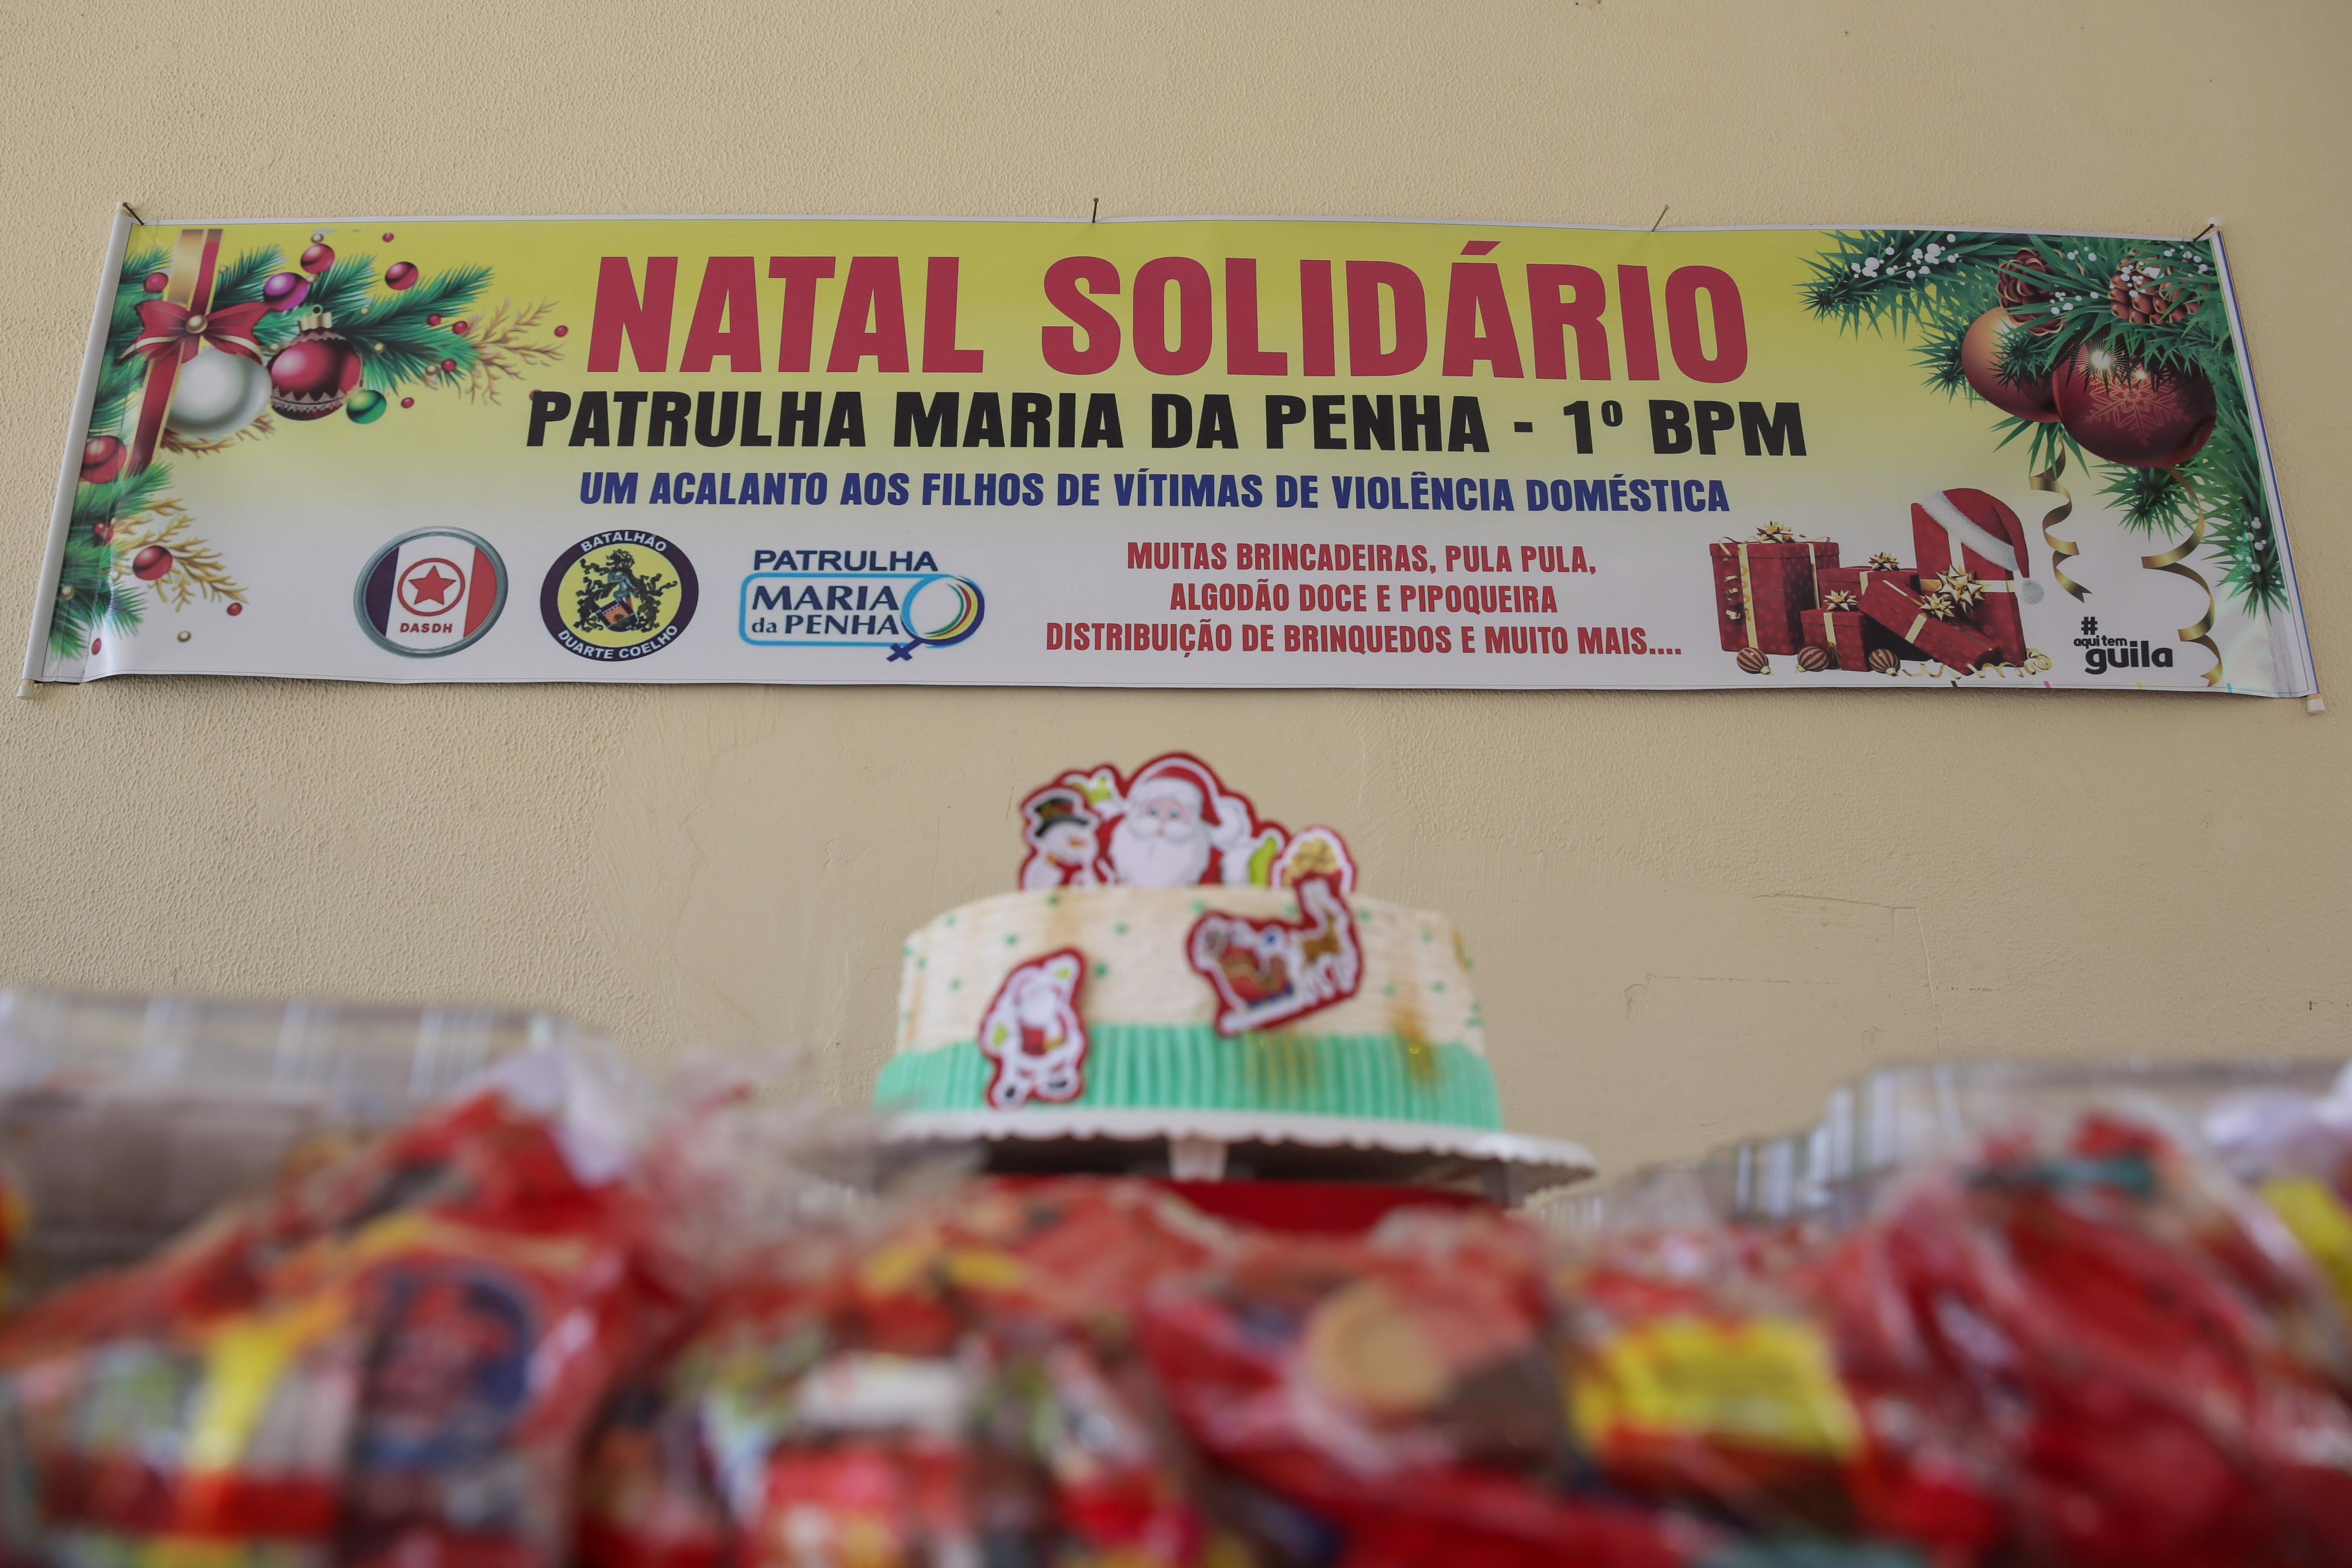 NATAL SOLIDÁRIO
PATRULHA MARIA DA PENHA - 1º BPM
UM ACALANTO AOS FILHOS DE VÍTIMAS DE VIOLÊNCIA DOMÉSTICA
DASDH
BATALHÃO
DUARTE COELHO
PATRULHA
MARIA
da PENHA
MUITAS BRINCADEIRAS, PULA PULA,
ALGODÃO DOCE E PIPOQUEIRA
DISTRIBUIÇÃO DE BRINQUEDOS E MUITO MAIS....
#
aqui tem
guila